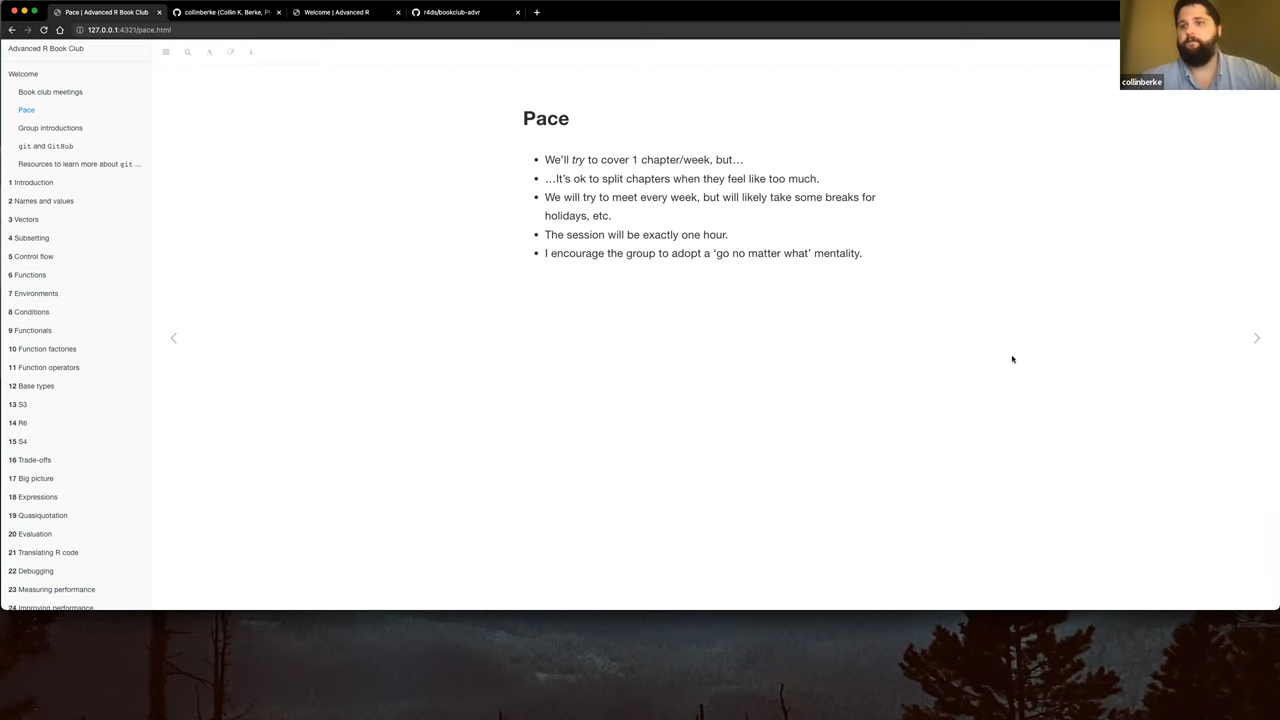 Pace | Advanced R Book Club
collinberke (Collin K. Berke, Ph
Welcome | Advanced R
r4ds/bookclub-advr
127.0.0.1:4321/pace.html
Advanced R Book Club
Welcome
Book club meetings
Pace
Group introductions
git and GitHub
Resources to learn more about git …
1 Introduction
2 Names and values
3 Vectors
4 Subsetting
5 Control flow
6 Functions
7 Environments
8 Conditions
9 Functionals
10 Function factories
11 Function operators
12 Base types
13 S3
14 R6
15 S4
16 Trade-offs
17 Big picture
18 Expressions
19 Quasiquotation
20 Evaluation
21 Translating R code
22 Debugging
23 Measuring performance
24 Improving performance
Pace
• We'll try to cover 1 chapter/week, but…
• …It's ok to split chapters when they feel like too much.
• We will try to meet every week, but will likely take some breaks for
holidays, etc.
• The session will be exactly one hour.
• I encourage the group to adopt a 'go no matter what' mentality.
collinberke